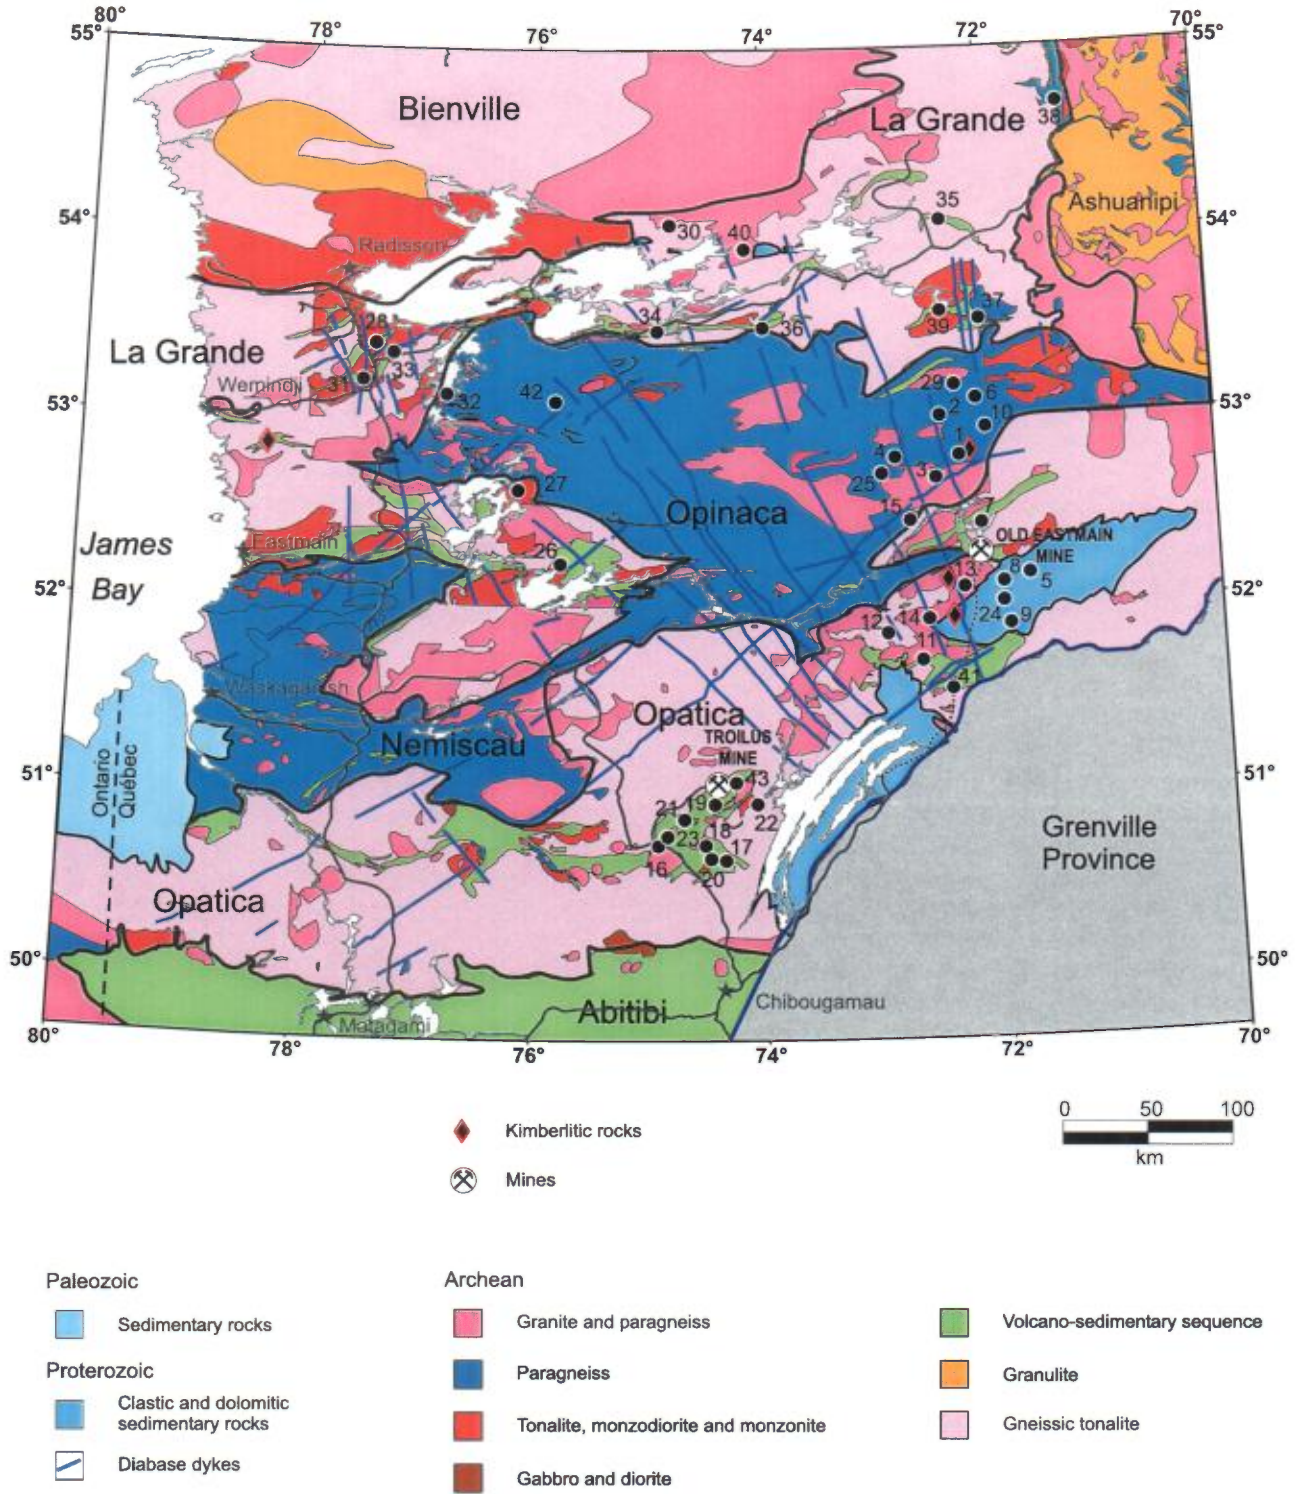 80°
70°
55°
78°
76°
74°
72°
55°
Bienville
La Grande
38
Ashuanipi
54°
35
54°
30
40
Radisson
37
34
36
39
28
La Grande
33
Wemindji
31
29
6
53°
32
42
2
10
53°
1
4
3
25
27
Opinaca
15
7
James
Bay
Eastmain
26
OLD EASTMAIN
MINE
8
13
5
52°
52°
24
9
12
14
11
Waskaganish
41
Opatica
TROILUS
MINE
Nemiscau
51°
43
51°
Ontario
Québec
21
19
22
18
23
17
16
20
Grenville
Province
Opatica
50°
50°
Chibougamau
Abitibi
Matagami
80°
78°
76°
74°
72°
70°
0 50 100
km
Kimberlitic rocks
Mines
Paleozoic
Sedimentary rocks
Proterozoic
Clastic and dolomitic
sedimentary rocks
Diabase dykes
Archean
Granite and paragneiss
Paragneiss
Tonalite, monzodiorite and monzonite
Gabbro and diorite
Volcano-sedimentary sequence
Granulite
Gneissic tonalite